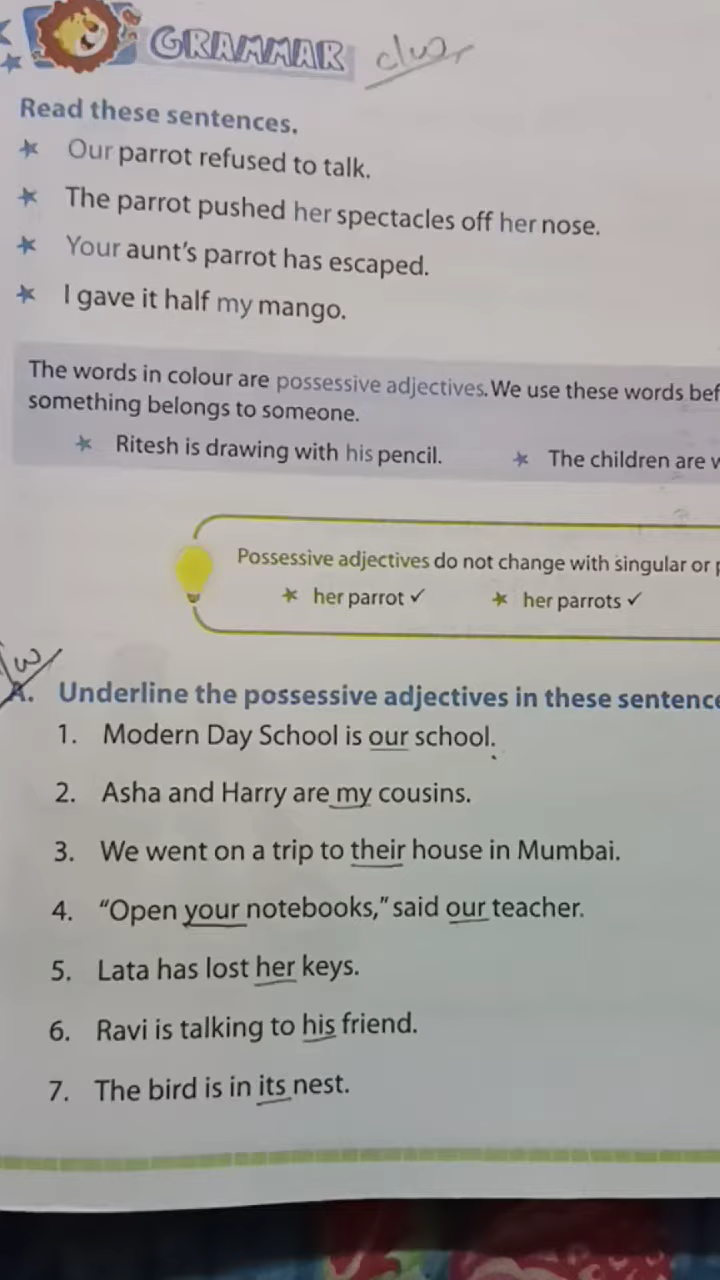 GRAMMAR
Read these sentences.
Our parrot refused to talk.
The parrot pushed her spectacles off her nose.
Your aunt's parrot has escaped.
I gave it half my mango.
The words in colour are possessive adjectives. We use these words
something belongs to someone.
Ritesh is drawing with his pencil. The children are
Possessive adjectives do not change with singular or
her parrot ✓ her parrots ✓
A. Underline the possessive adjectives in these
1. Modern Day School is our school.
2. Asha and Harry are my cousins.
3. We went on a trip to their house in Mumbai.
4. "Open your notebooks," said our teacher.
5. Lata has lost her keys.
6. Ravi is talking to his friend.
7. The bird is in its nest.